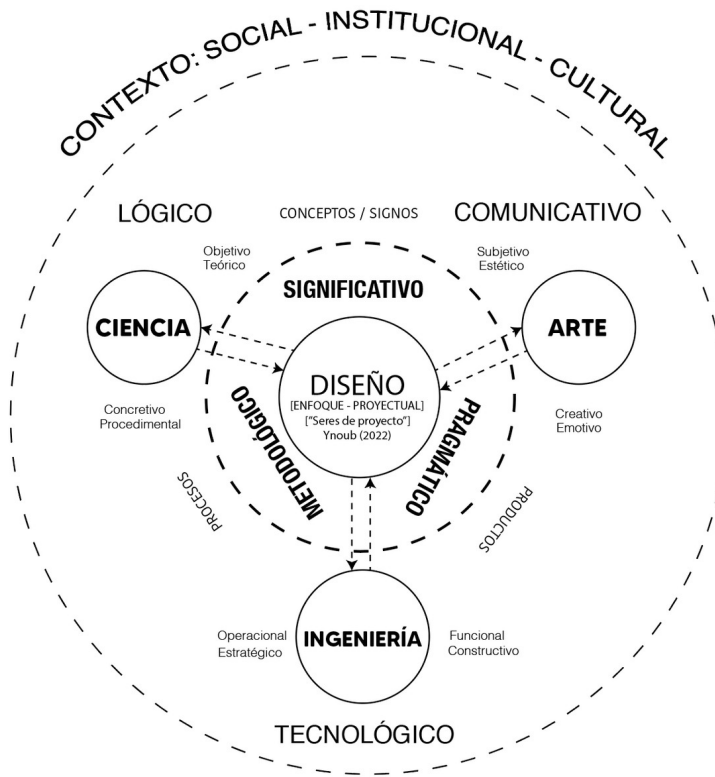 CONTEXTO: SOCIAL - INSTITUCIONAL - CULTURAL
LÓGICO
CONCEPTOS / SIGNOS
COMUNICATIVO
Objetivo
Teórico
Subjetivo
Estético
SIGNIFICATIVO
CIENCIA
ARTE
DISEÑO
[ENFOQUE - PROYECTUAL]
["Seres de proyecto"]
Ynoub (2022)
Concretivo
Procedimental
METODOLÓGICO
PRAGMÁTICO
Creativo
Emotivo
PROCESOS
PRODUCTOS
Operacional
Estratégico
INGENIERÍA
Funcional
Constructivo
TECNOLÓGICO